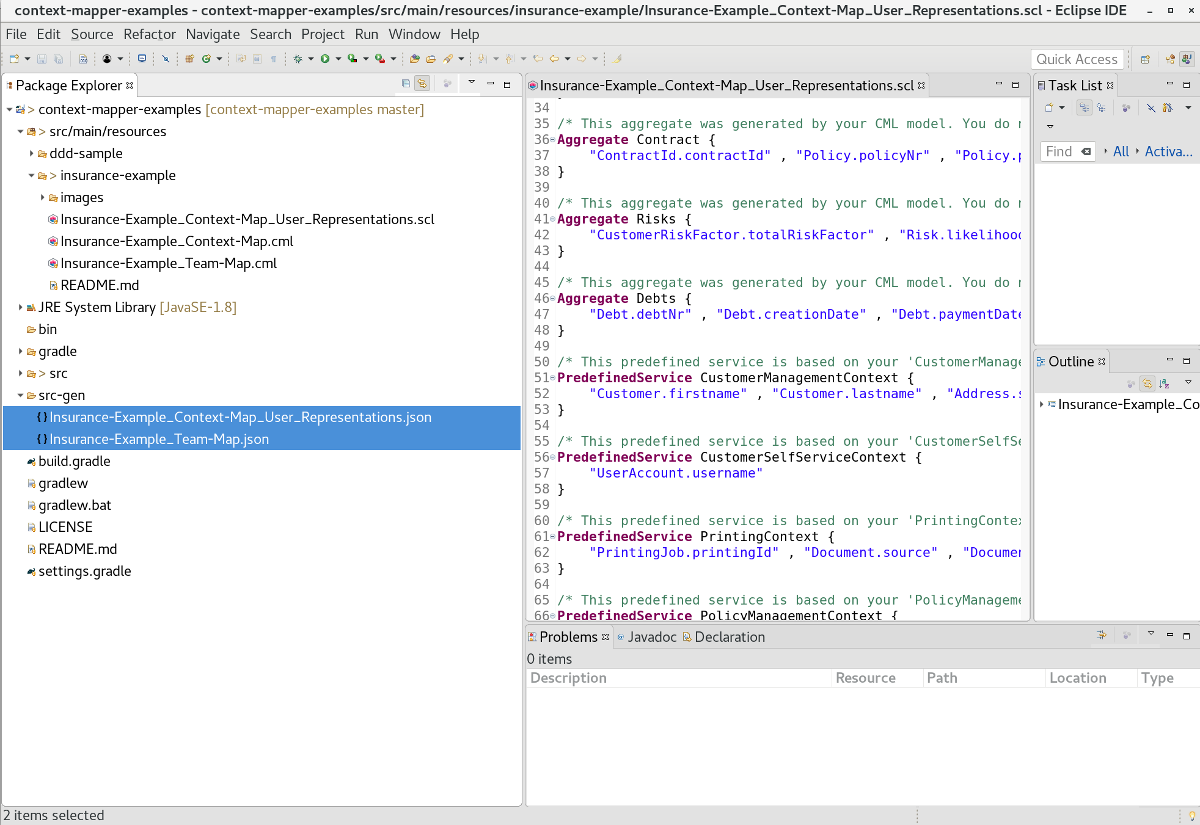 context-mapper-examples - context-mapper-examples/src/main/resources/insurance-example/Insurance-Example_Context-Map_User_Representations.scl - Eclipse IDE
File Edit Source Refactor Navigate Search Project Run Window Help
Quick Access
Package Explorer
> context-mapper-examples [context-mapper-examples master]
> src/main/resources
ddd-sample
> insurance-example
images
Insurance-Example_Context-Map_User_Representations.scl
Insurance-Example_Context-Map.cml
Insurance-Example_Team-Map.cml
README.md
JRE System Library [JavaSE-1.8]
bin
gradle
> src
src-gen
{} Insurance-Example_Context-Map_User_Representations.json
{} Insurance-Example_Team-Map.json
build.gradle
gradlew
gradlew.bat
LICENSE
README.md
settings.gradle
Insurance-Example_Context-Map_User_Representations.scl
34
35 /* This aggregate was generated by your CML model. You do
36 Aggregate Contract {
37 "ContractId.contractId" , "Policy.policyNr" , "Policy.
38 }
39
40 /* This aggregate was generated by your CML model. You do
41 Aggregate Risks {
42 "CustomerRiskFactor.totalRiskFactor" , "Risk.likelihood
43 }
44
45 /* This aggregate was generated by your CML model. You do
46 Aggregate Debts {
47 "Debt.debtNr" , "Debt.creationDate" , "Debt.paymentDate
48 }
49
50 /* This predefined service is based on your 'CustomerManage
51 PredefinedService CustomerManagementContext {
52 "Customer.firstname" , "Customer.lastname" , "Address.s
53 }
54
55 /* This predefined service is based on your 'CustomerSelfSe
56 PredefinedService CustomerSelfServiceContext {
57 "UserAccount.username"
58 }
59
60 /* This predefined service is based on your 'PrintingContex
61 PredefinedService PrintingContext {
62 "PrintingJob.printingId" , "Document.source" , "Documen
63 }
64
65 /* This predefined service is based on your 'PolicyManageme
66 PredefinedService PolicyManagementContext {
Task List
Find All Activa...
Outline
Insurance-Example_Co
Problems Javadoc Declaration
0 items
Description Resource Path Location Type
2 items selected